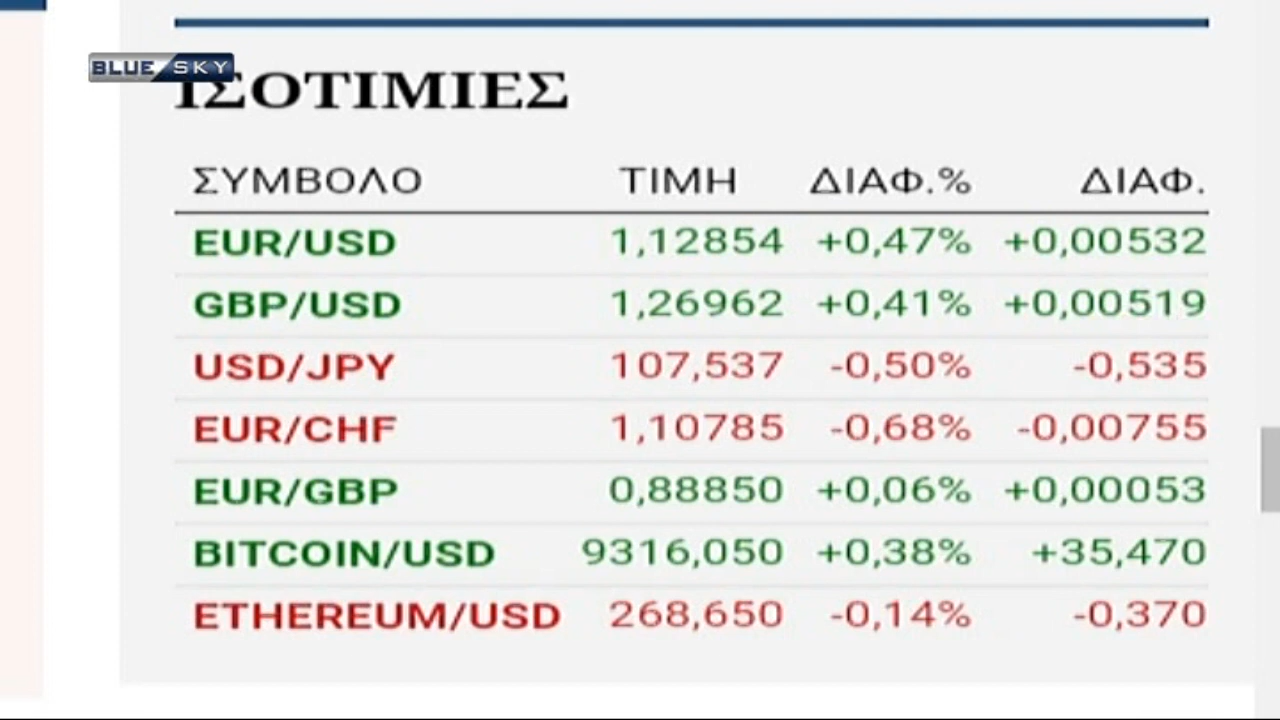 BLUE SKY
ΙΣΟΤΙΜΙΕΣ
ΣΥΜΒΟΛΟ ΤΙΜΗ ΔΙΑΦ.% ΔΙΑΦ.
EUR/USD 1,12854 +0,47% +0,00532
GBP/USD 1,26962 +0,41% +0,00519
USD/JPY 107,537 -0,50% -0,535
EUR/CHF 1,10785 -0,68% -0,00755
EUR/GBP 0,88850 +0,06% +0,00053
BITCOIN/USD 9316,050 +0,38% +35,470
ETHEREUM/USD 268,650 -0,14% -0,370